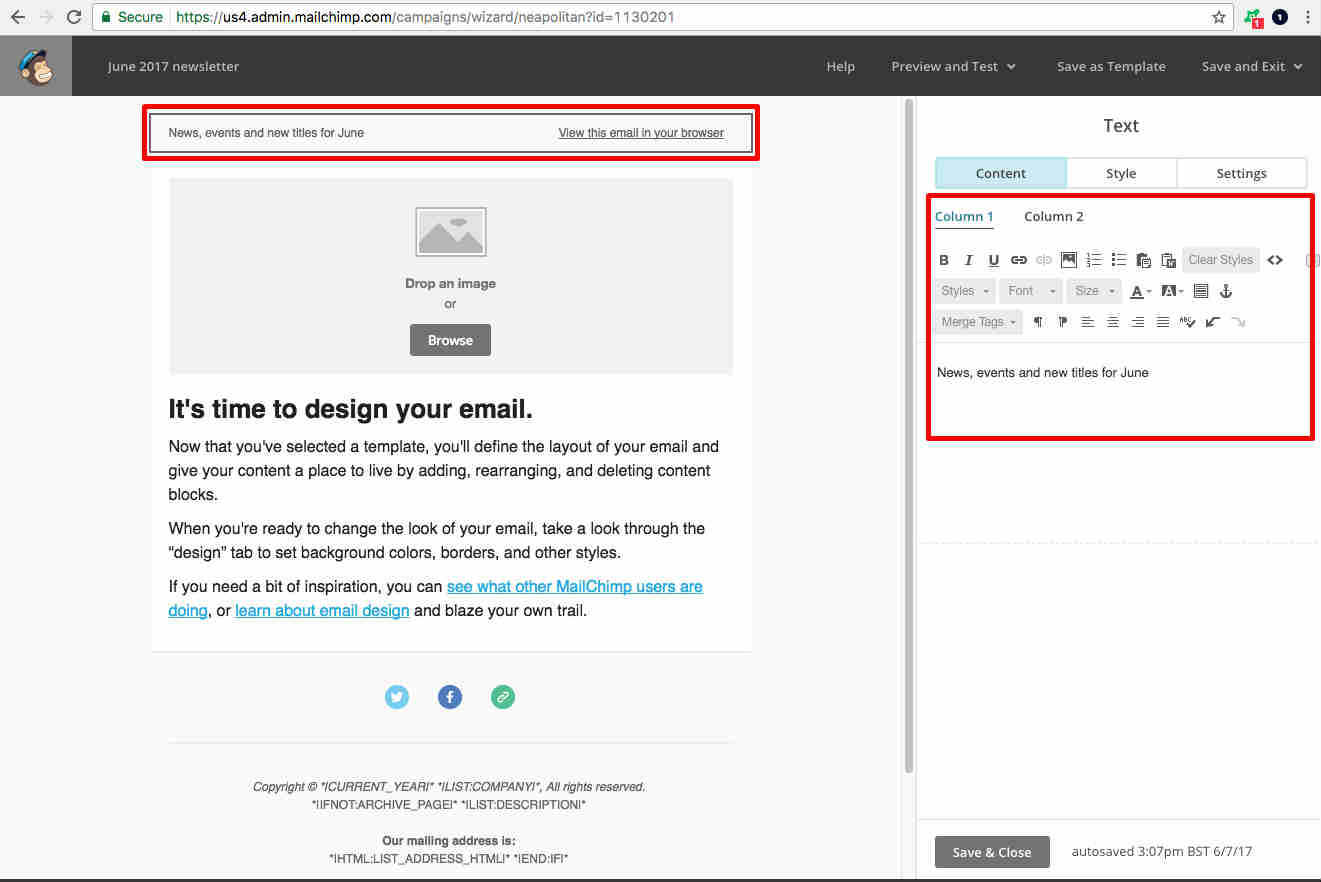 Secure https://us4.admin.mailchimp.com/campaigns/wizard/neapolitan?id=1130201 1 1
June 2017 newsletter Help Preview and Test Save as Template Save and Exit
News, events and new titles for June View this email in your browser
Drop an image
or
Browse
It's time to design your email.
Now that you've selected a template, you'll define the layout of your email and
give your content a place to live by adding, rearranging, and deleting content
blocks.
When you're ready to change the look of your email, take a look through the
“design” tab to set background colors, borders, and other styles.
If you need a bit of inspiration, you can see what other MailChimp users are
doing, or learn about email design and blaze your own trail.
Copyright © *|CURRENT_YEAR|* *|LIST:COMPANY|*, All rights reserved.
*|IFNOT:ARCHIVE_PAGE|* *|LIST:DESCRIPTION|*
Our mailing address is:
*|HTML:LIST_ADDRESS_HTML|* *|END:IF|*
Text
Content Style Settings
Column 1 Column 2
B I U Clear Styles <>
Styles Font Size A A
Merge Tags ABC
News, events and new titles for June
Save & Close autosaved 3:07pm BST 6/7/17